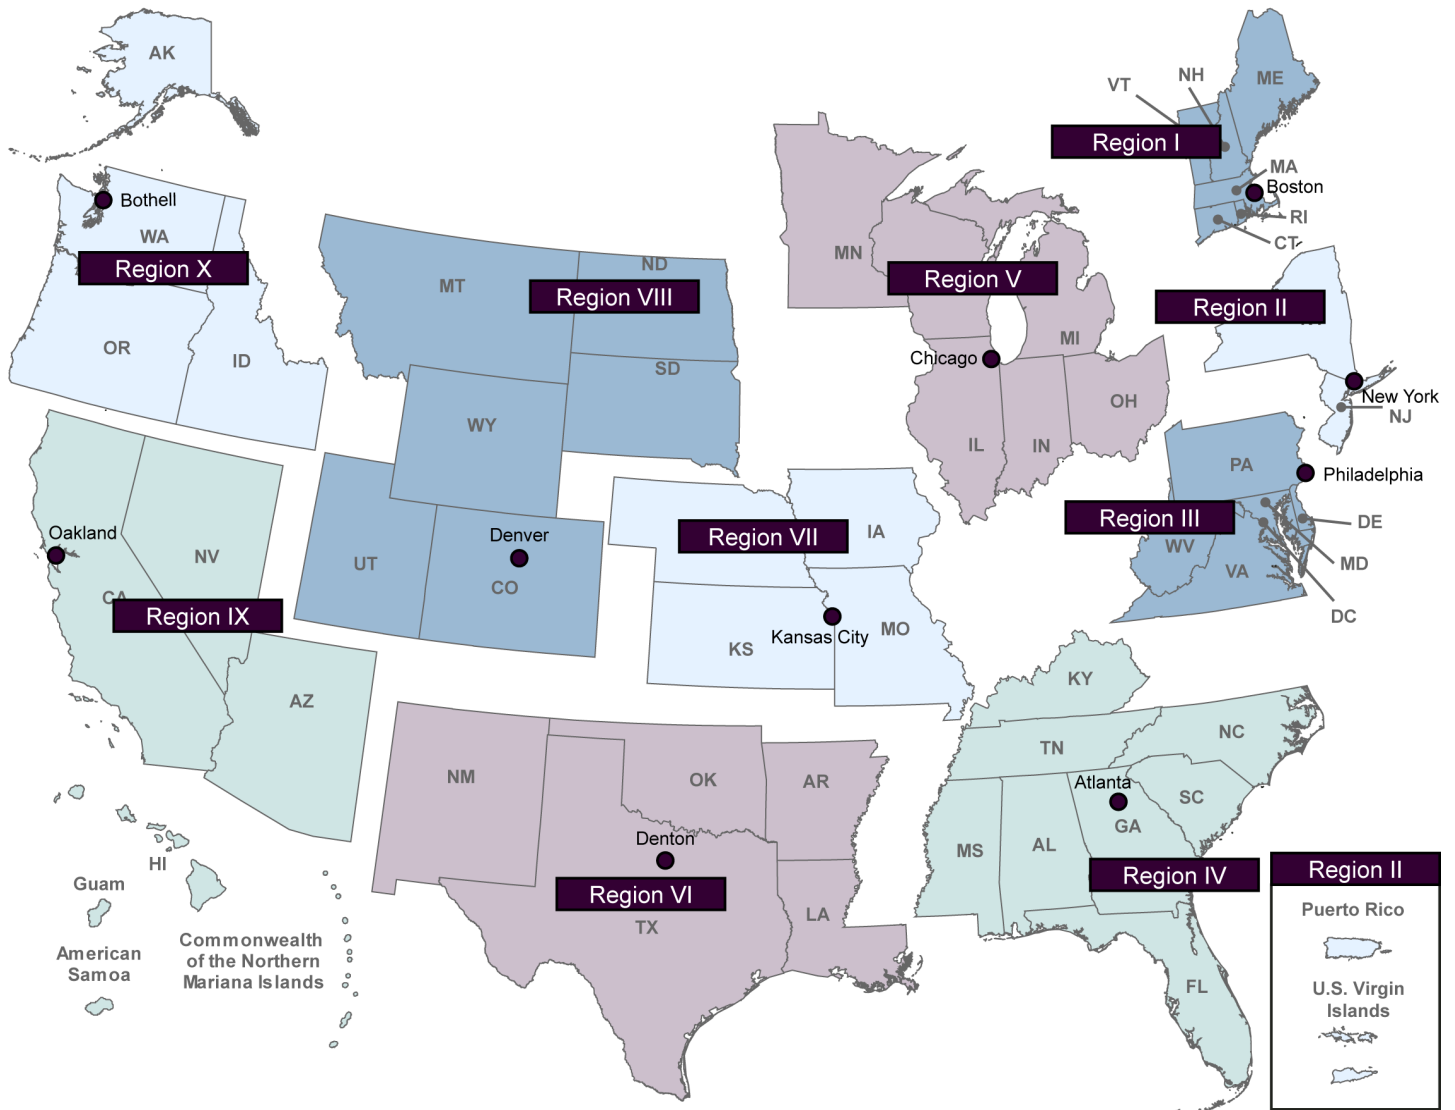 AK
Bothell
WA
Region X
OR
ID
MT
ND
Region VIII
SD
WY
UT
Denver
CO
Oakland
NV
CA
Region IX
AZ
HI
Guam
American
Samoa
Commonwealth
of the Northern
Mariana Islands
MN
Region V
MI
Chicago
IL
IN
OH
VT
NH
ME
Region I
MA
Boston
RI
CT
Region II
New York
NJ
PA
Philadelphia
Region III
WV
VA
DE
MD
DC
Region VII
IA
Kansas City
KS
MO
NM
OK
AR
Denton
Region VI
TX
LA
KY
TN
NC
Atlanta
SC
GA
MS
AL
Region IV
FL
Region II
Puerto Rico
U.S. Virgin
Islands